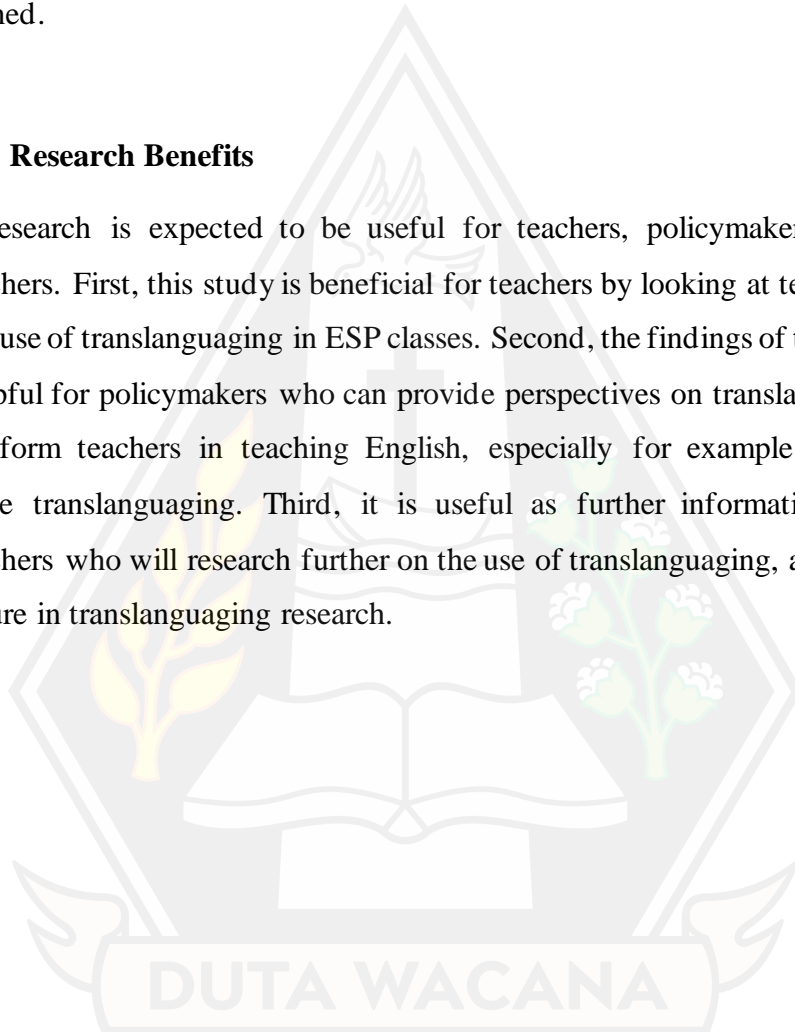 ned.
Research Benefits
esearch is expected to be useful for teachers, policymaker
hers. First, this study is beneficial for teachers by looking at te
use of translanguaging in ESP classes. Second, the findings of t
pful for policymakers who can provide perspectives on transla
form teachers in teaching English, especially for example
e translanguaging. Third, it is useful as further informati
hers who will research further on the use of translanguaging, a
ure in translanguaging research.
DUTA WACANA